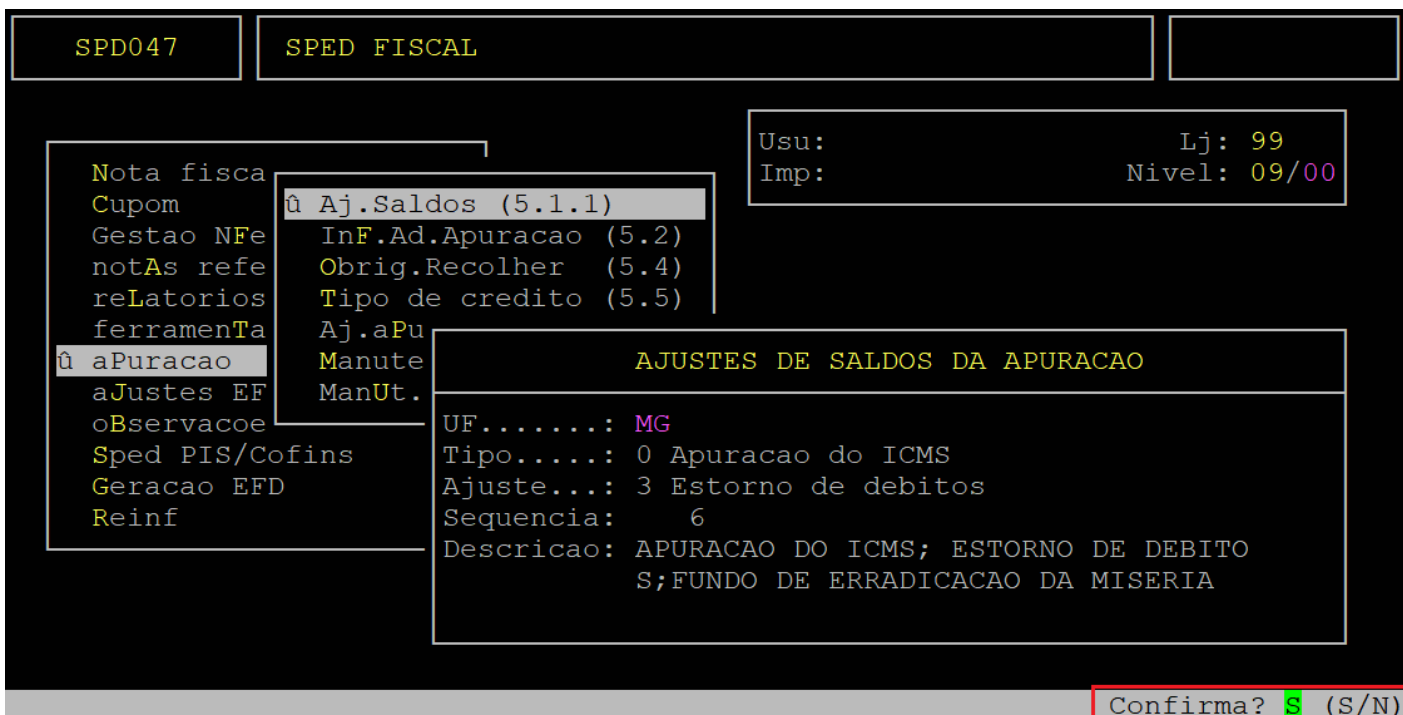 SPD047 SPED FISCAL
Usu: Lj: 99
Imp: Nivel: 09/00
Nota fisca
Cupom
Gestao NFe
notAs refe
reLatorios
ferramenTa
û aPuracao
aJustes EF
oBservacoe
Sped PIS/Cofins
Geracao EFD
Reinf
û Aj.Saldos (5.1.1)
InF.Ad.Apuracao (5.2)
Obrig.Recolher (5.4)
Tipo de credito (5.5)
Aj.aPu
Manute
ManUt.
AJUSTES DE SALDOS DA APURACAO
UF.......: MG
Tipo.....: 0 Apuracao do ICMS
Ajuste...: 3 Estorno de debitos
Sequencia: 6
Descricao: APURACAO DO ICMS; ESTORNO DE DEBITO
S;FUNDO DE ERRADICACAO DA MISERIA
Confirma? S (S/N)